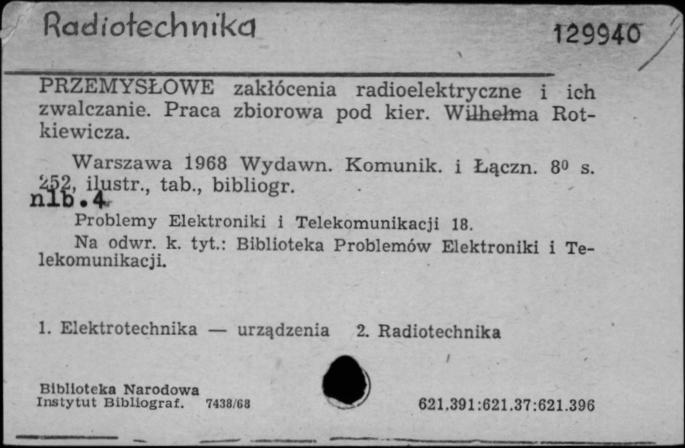 Radiotechnika
129940
PRZEMYSŁOWE zakłócenia radioelektryczne i ich
zwalczanie. Praca zbiorowa pod kier. Wilhelma Rot-
kiewicza.
Warszawa 1968 Wydawn. Komunik. i Łączn. 8⁰ s.
252, ilustr., tab., bibliogr.
nlb.4
Problemy Elektroniki i Telekomunikacji 18.
Na odwr. k. tyt.: Biblioteka Problemów Elektroniki i Te-
lekomunikacji.
1. Elektrotechnika — urządzenia 2. Radiotechnika
Biblioteka Narodowa
Instytut Bibliograf. 7438/68
621.391:621.37:621.396